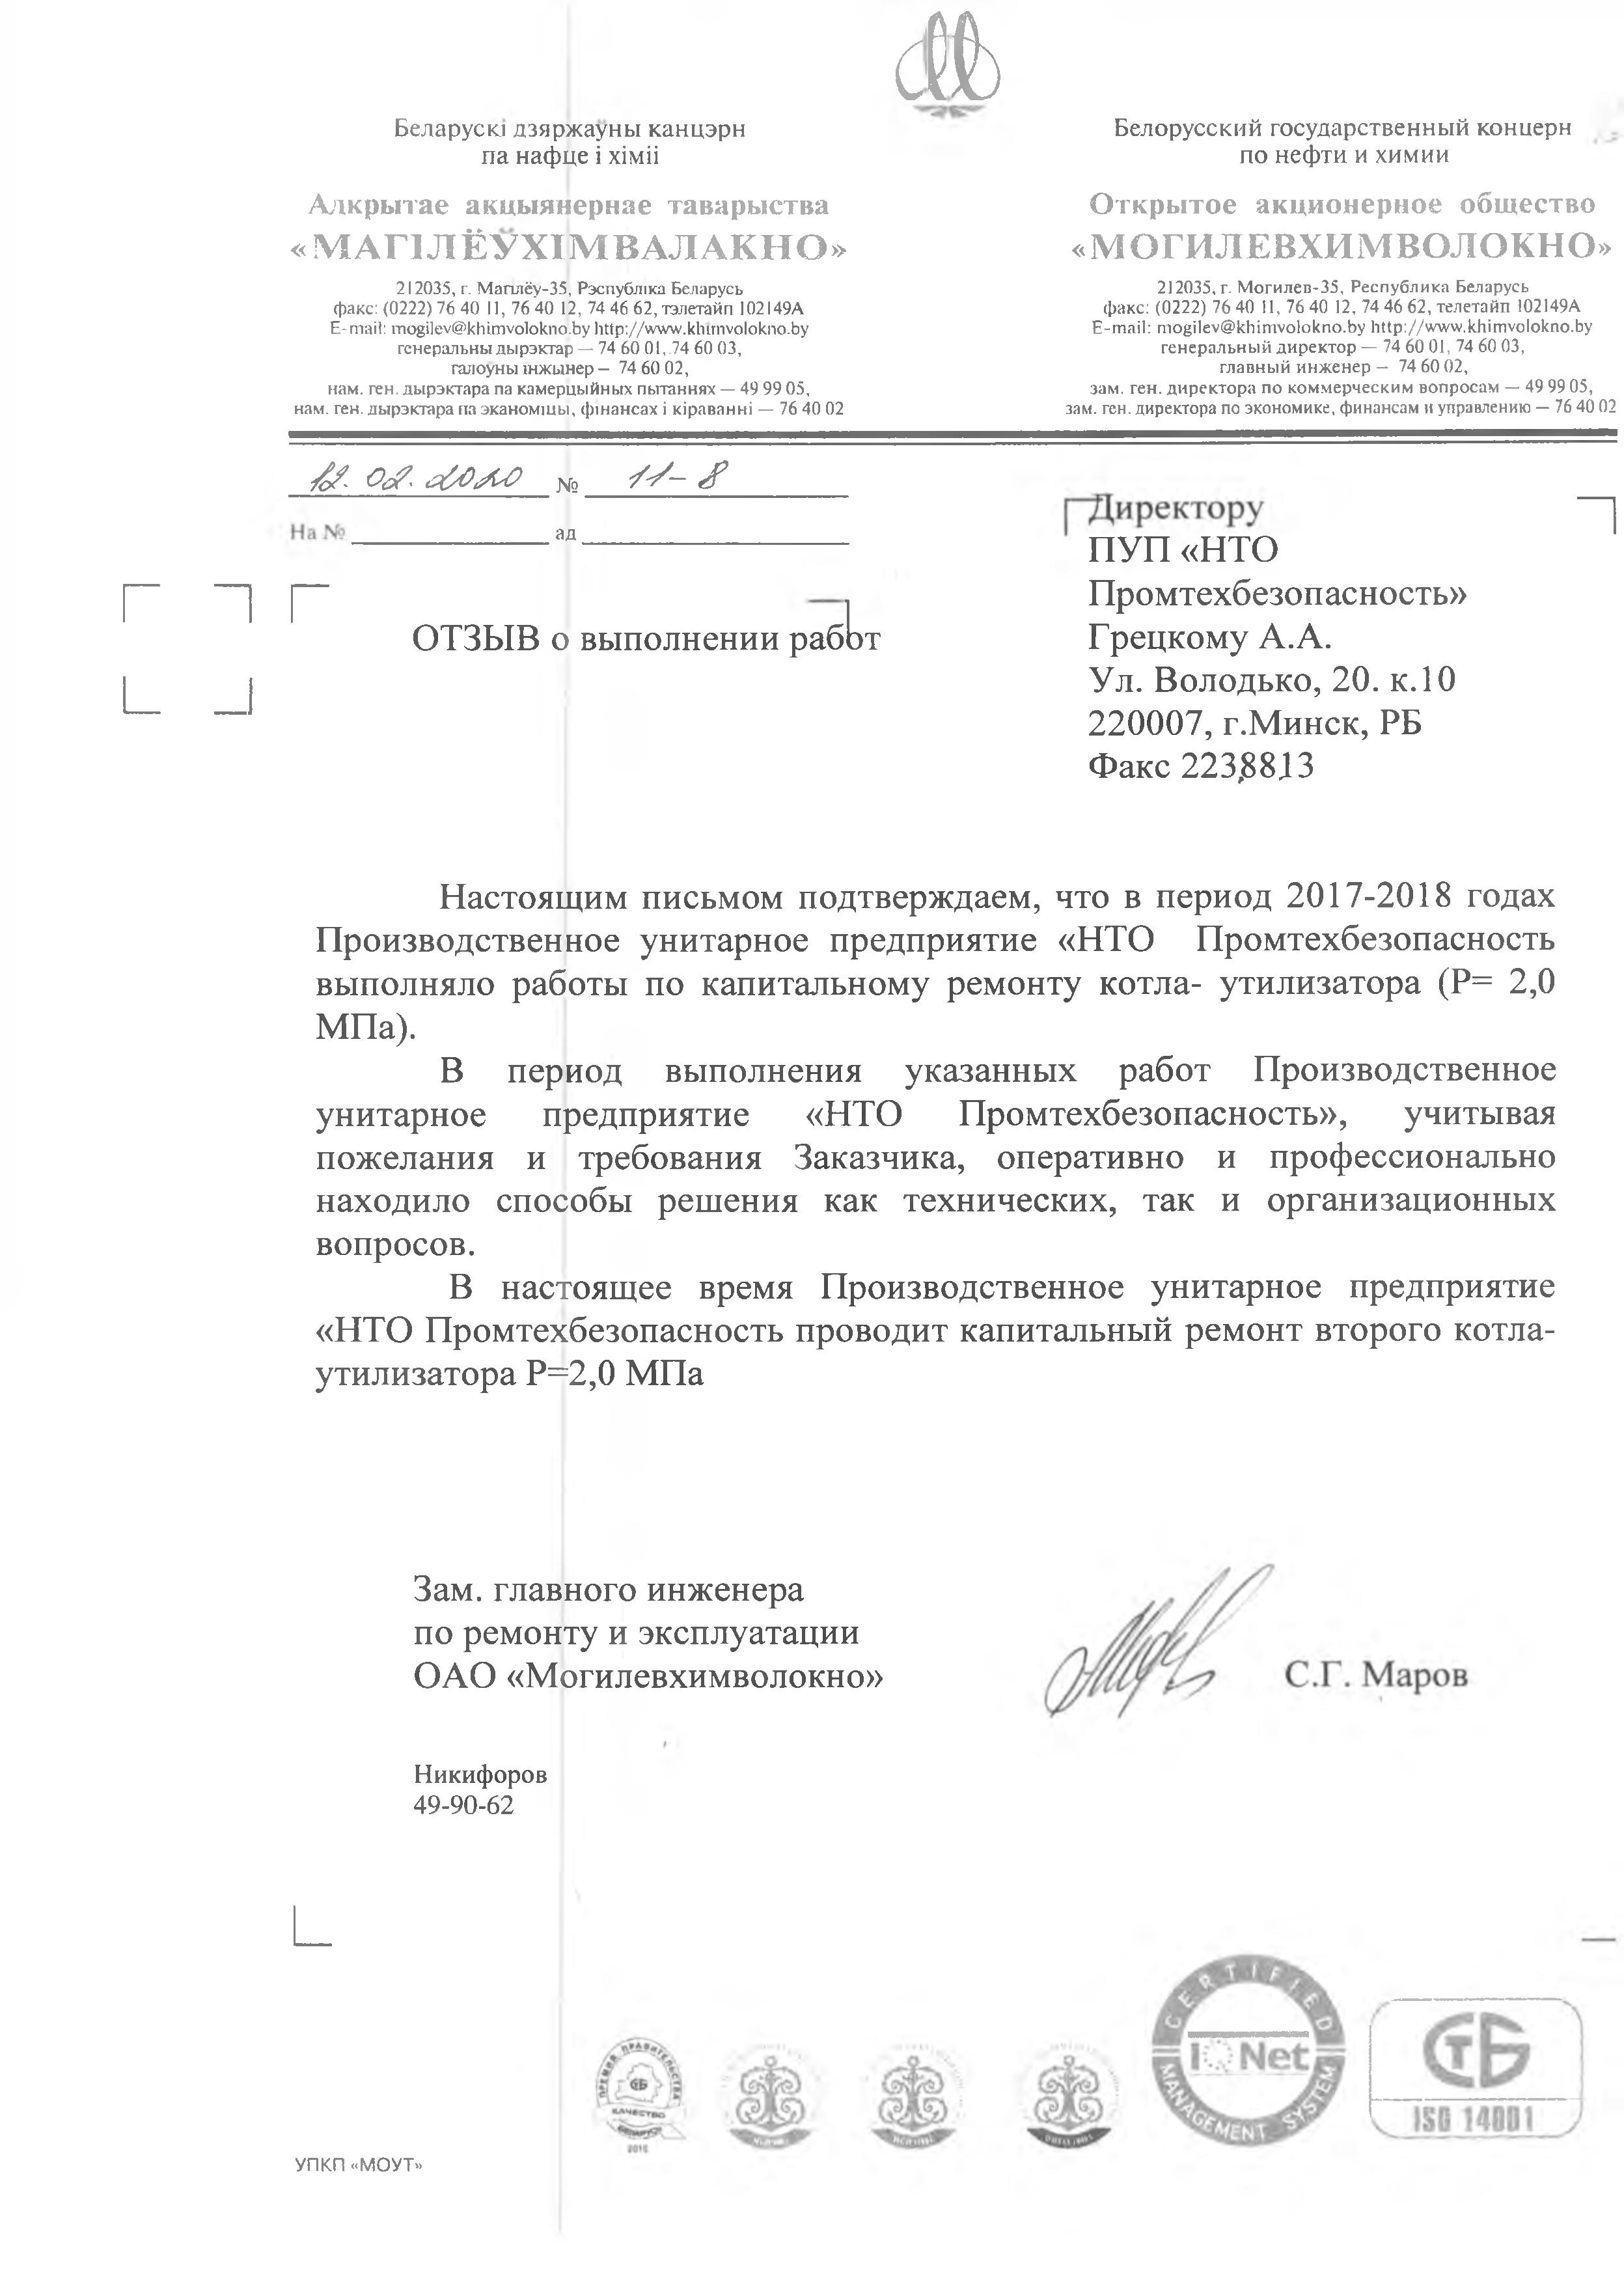 Беларускі дзяржаўны канцэрн
па нафце і хіміі
Адкрытае акцыянернае таварыства
«МАГІЛЁЎХІМВАЛАКНО»
212035, г. Магілёу-35, Рэспубліка Беларусь
факс: (0222) 76 40 11, 76 40 12, 74 46 62, тэлетайп 102149А
E-mail: mogilev@khimvolokno.by http://www.khimvolokno.by
генеральны дырэктар — 74 60 01, 74 60 03,
галоўны інжынер — 74 60 02,
нам. ген. дырэктара па камерцыйных пытаннях — 49 99 05,
нам. ген. дырэктара па эканоміцы, фінансах і кіраванні — 76 40 02
Белорусский государственный концерн
по нефти и химии
Открытое акционерное общество
«МОГИЛЕВХИМВОЛОКНО»
212035, г. Могилев-35, Республика Беларусь
факс: (0222) 76 40 11, 76 40 12, 74 46 62, телетайп 102149А
E-mail: mogilev@khimvolokno.by http://www.khimvolokno.by
генеральный директор — 74 60 01, 74 60 03,
главный инженер — 74 60 02,
зам. ген. директора по коммерческим вопросам — 49 99 05,
зам. ген. директора по экономике, финансам и управлению — 76 40 02
12.02.2020 № 11-8
На № ад
Директору
ПУП «НТО
Промтехбезопасность»
Грецкому А.А.
Ул. Володько, 20. к.10
220007, г.Минск, РБ
Факс 2238813
ОТЗЫВ о выполнении работ
Настоящим письмом подтверждаем, что в период 2017-2018 годах
Производственное унитарное предприятие «НТО Промтехбезопасность
выполняло работы по капитальному ремонту котла- утилизатора (Р= 2,0
МПа).
В период выполнения указанных работ Производственное
унитарное предприятие «НТО Промтехбезопасность», учитывая
пожелания и требования Заказчика, оперативно и профессионально
находило способы решения как технических, так и организационных
вопросов.
В настоящее время Производственное унитарное предприятие
«НТО Промтехбезопасность проводит капитальный ремонт второго котла-
утилизатора Р=2,0 МПа
Зам. главного инженера
по ремонту и эксплуатации
ОАО «Могилевхимволокно»
С.Г. Маров
Никифоров
49-90-62
ПРЕМИЯ ПРАВИТЕЛЬСТВА
СТБ
КАЧЕСТВО
БЕЛАРУСИ
CERTIFIED
IQNet
MANAGEMENT SYSTEM
СТБ
ISO 14001
УПКП «МОУТ»